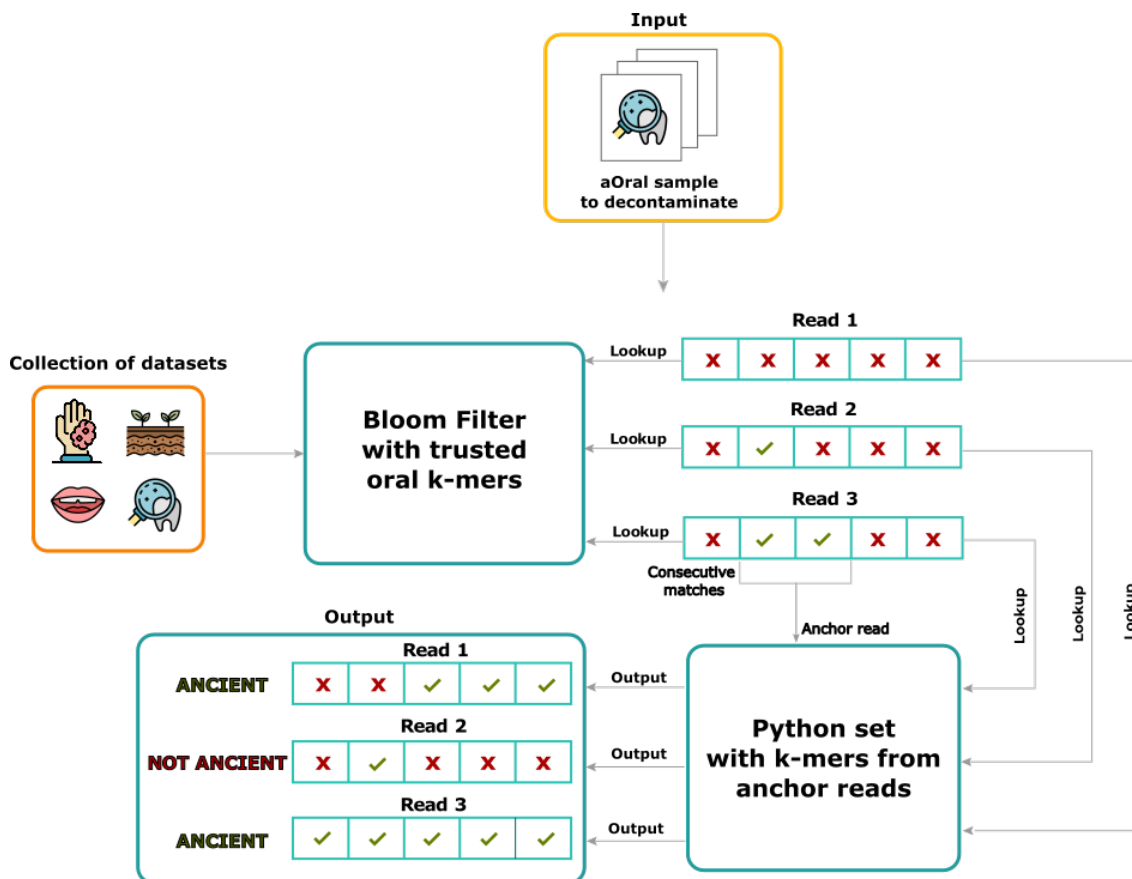 Input
aOral sample
to decontaminate
Collection of datasets
Bloom Filter
with trusted
oral k-mers
Read 1
Lookup
X X X X X
Read 2
Lookup
X ✓ X X X
Read 3
Lookup
X ✓ ✓ X X
Consecutive
matches
Anchor read
Lookup
Lookup
Lookup
Output
Read 1
ANCIENT
X X ✓ ✓ ✓
Output
Read 2
NOT ANCIENT
X ✓ X X X
Output
Read 3
ANCIENT
✓ ✓ ✓ ✓ ✓
Output
Python set
with k-mers from
anchor reads